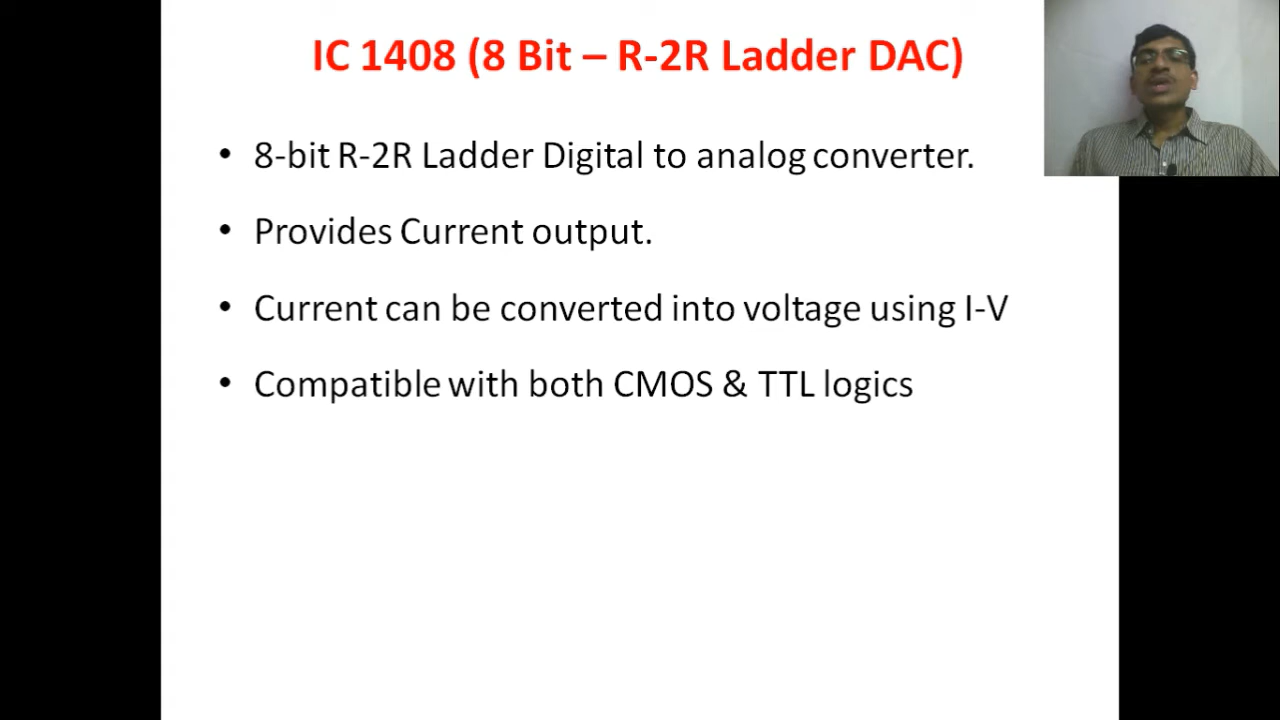 IC 1408 (8 Bit – R-2R Ladder DAC)
• 8-bit R-2R Ladder Digital to analog converter.
• Provides Current output.
• Current can be converted into voltage using I-V
• Compatible with both CMOS & TTL logics